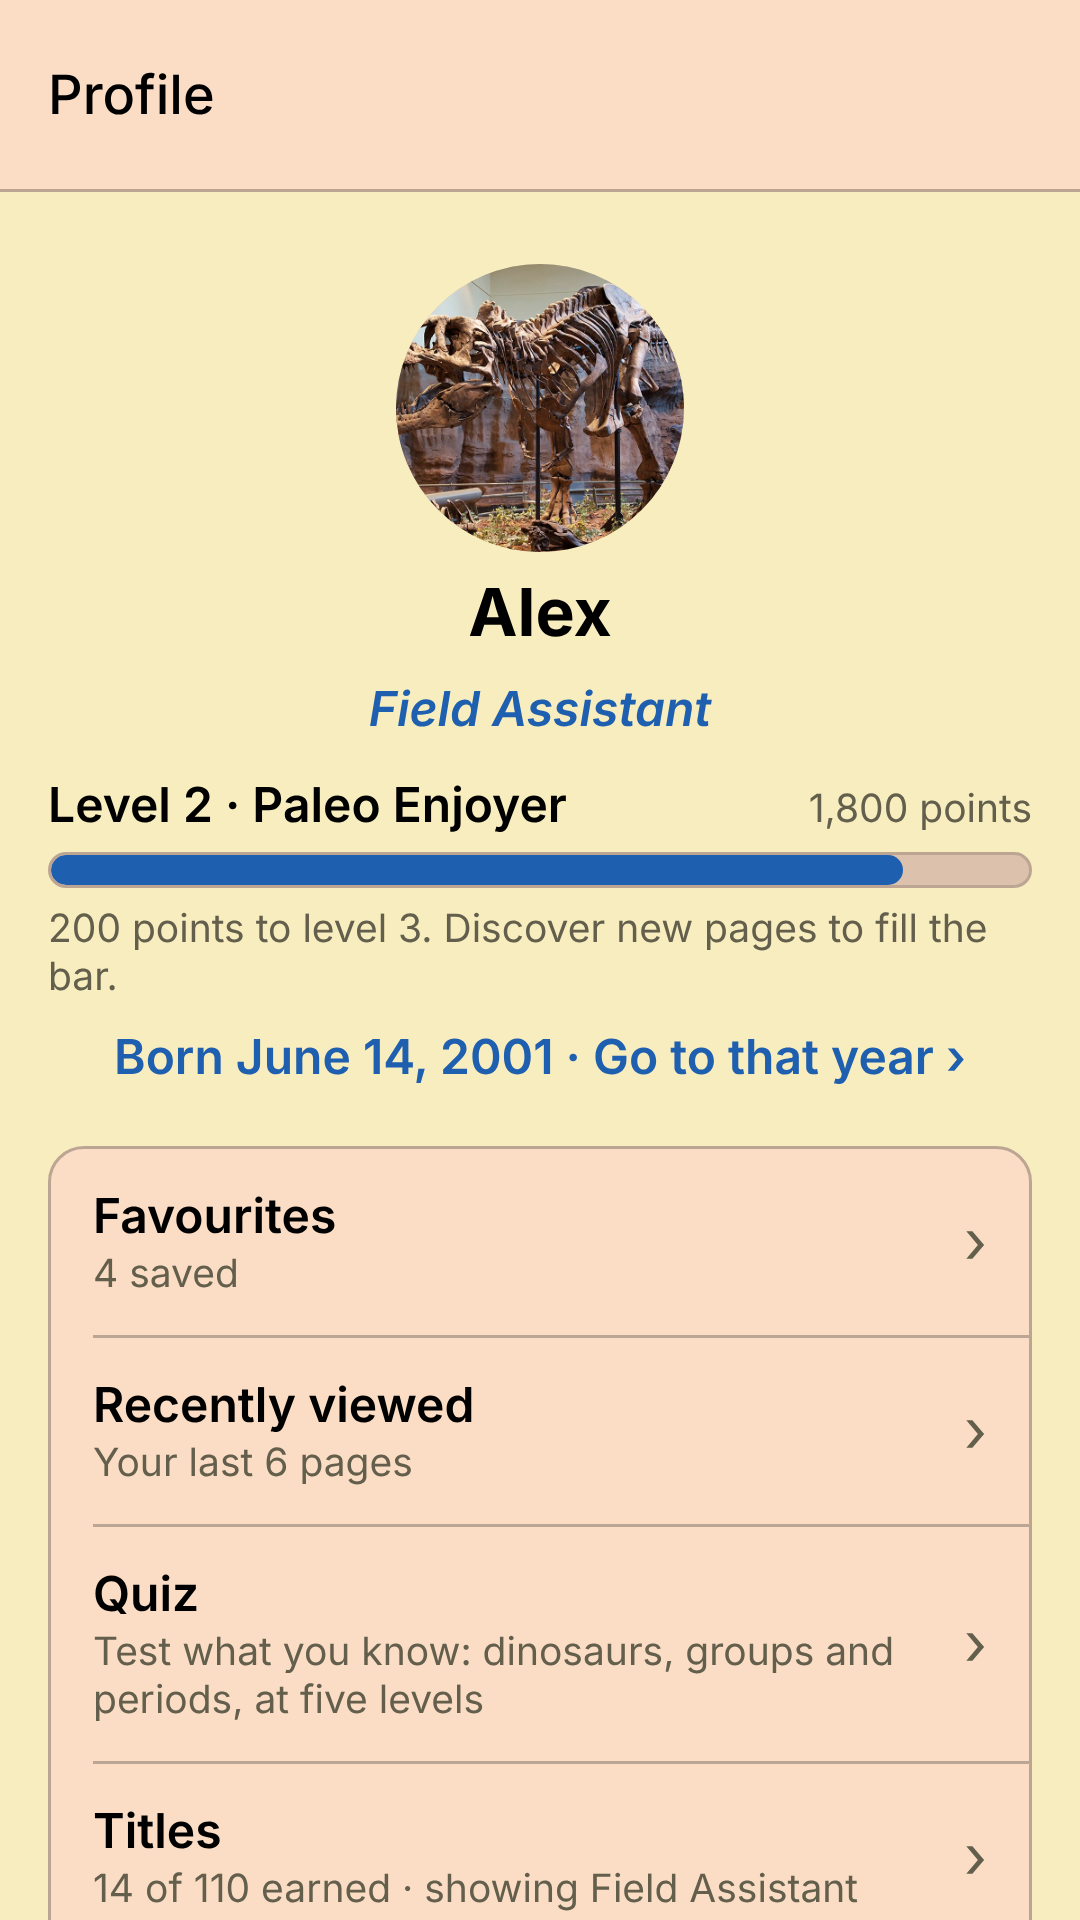 Profile
Alex
Field Assistant
Level 2 · Paleo Enjoyer
1,800 points
200 points to level 3. Discover new pages to fill the
bar.
Born June 14, 2001 · Go to that year ›
Favourites
4 saved
Recently viewed
Your last 6 pages
Quiz
Test what you know: dinosaurs, groups and
periods, at five levels
Titles
14 of 110 earned · showing Field Assistant